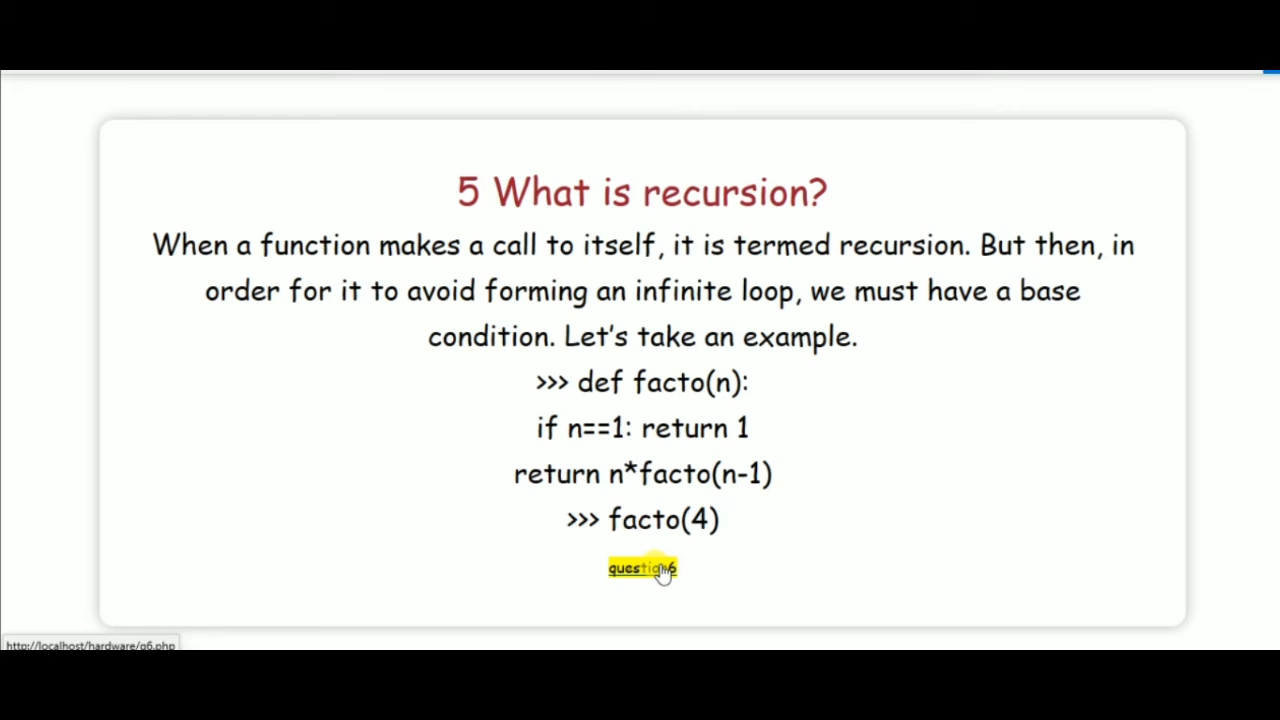 5 What is recursion?
When a function makes a call to itself, it is termed recursion. But then, in
order for it to avoid forming an infinite loop, we must have a base
condition. Let’s take an example.
>>> def facto(n):
if n==1: return 1
return n*facto(n-1)
>>> facto(4)
question6
http://localhost/hardware/q6.php